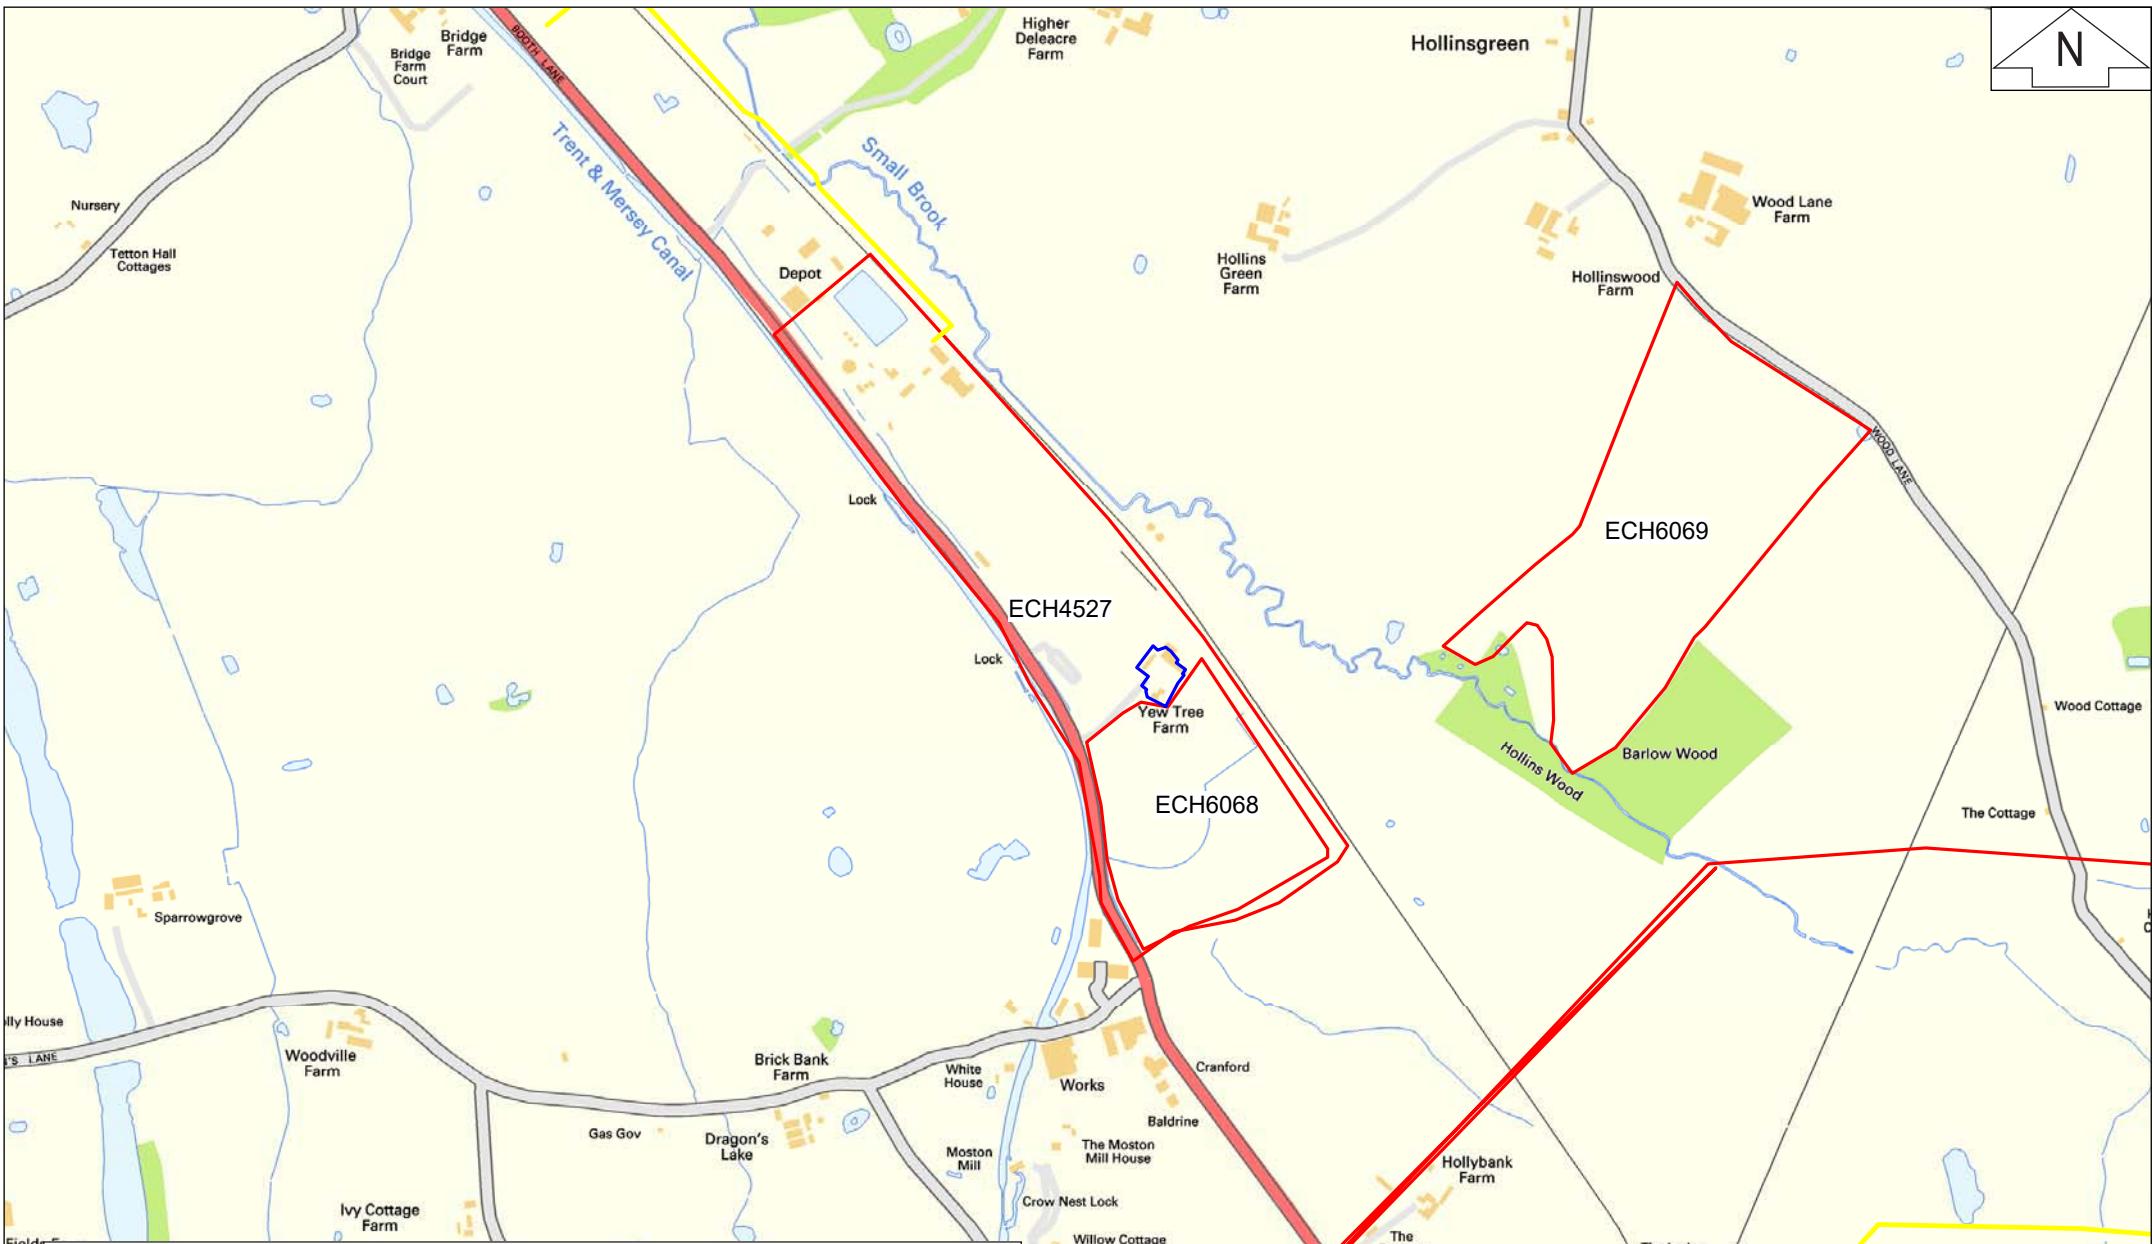 Bridge
Farm
Bridge
Farm
Court
BOOTH LANE
Higher
Deleacre
Farm
Hollinsgreen
N
Trent & Mersey Canal
Small Brook
Nursery
Tetton Hall
Cottages
Depot
Hollins
Green
Farm
Wood Lane
Farm
Hollinswood
Farm
WOOD LANE
Lock
ECH6069
ECH4527
Lock
Yew Tree
Farm
Wood Cottage
Hollins Wood
Barlow Wood
ECH6068
The Cottage
Sparrowgrove
lly House
'S LANE
Woodville
Farm
Brick Bank
Farm
White
House
Works
Cranford
Baldrine
Gas Gov
Dragon's
Lake
Moston
Mill
The Moston
Mill House
Hollybank
Farm
Crow Nest Lock
Ivy Cottage
Farm
Willow Cottage
The